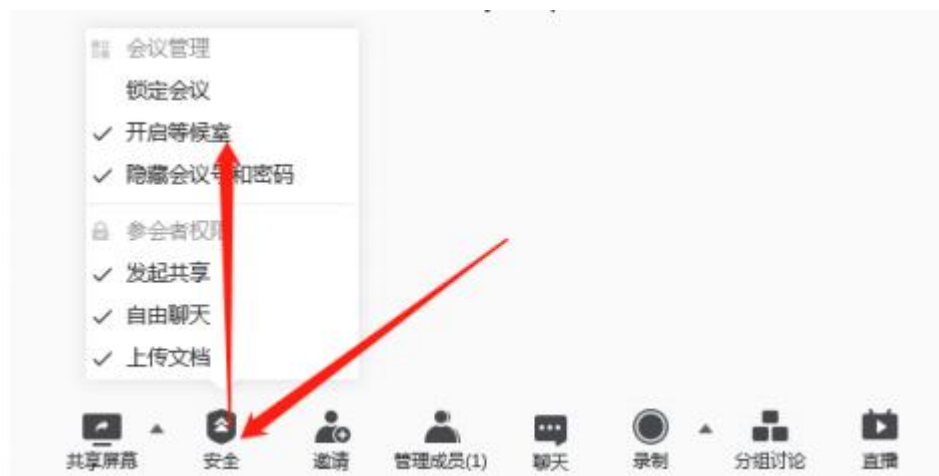 会议管理
锁定会议
开启等候室
隐藏会议号和密码
参会者权限
发起共享
自由聊天
上传文档
共享屏幕 安全 邀请 管理成员(1) 聊天 录制 分组讨论 直播